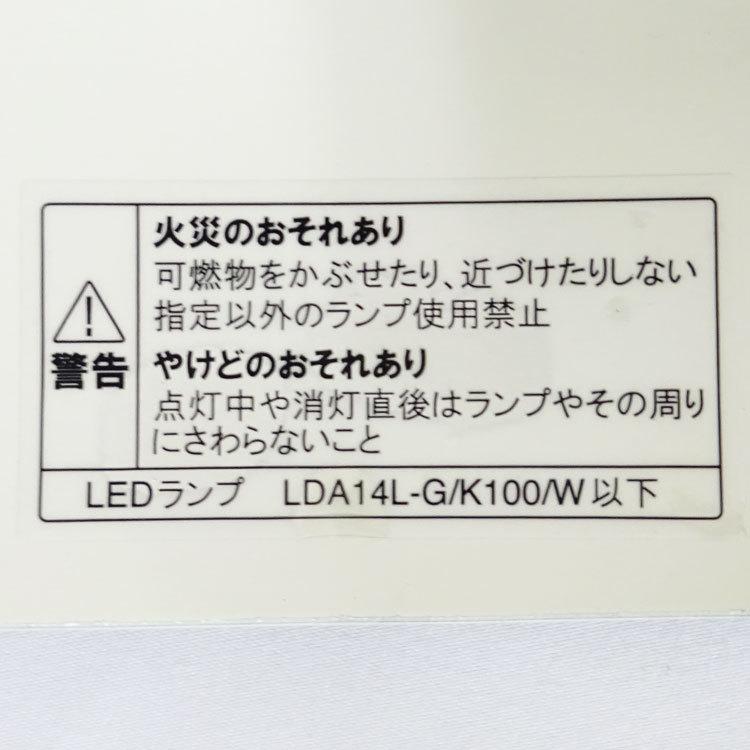 警告
火災のおそれあり
可燃物をかぶせたり、近づけたりしない
指定以外のランプ使用禁止
やけどのおそれあり
点灯中や消灯直後はランプやその周り
にさわらないこと
LEDランプ LDA14L-G/K100/W以下